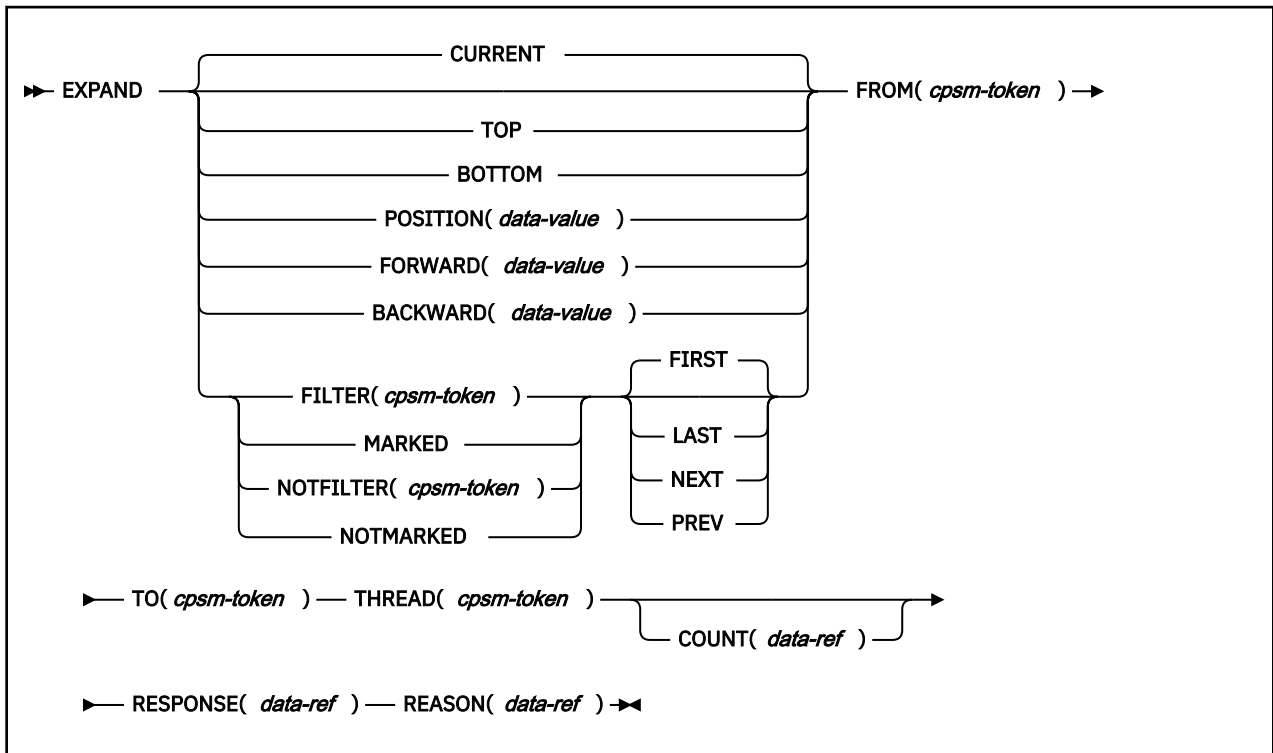 CURRENT
EXPAND FROM( cpsm-token )
TOP
BOTTOM
POSITION( data-value )
FORWARD( data-value )
BACKWARD( data-value )
FIRST
FILTER( cpsm-token )
LAST
MARKED
NEXT
NOTFILTER( cpsm-token )
PREV
NOTMARKED
TO( cpsm-token ) THREAD( cpsm-token )
COUNT( data-ref )
RESPONSE( data-ref ) REASON( data-ref )